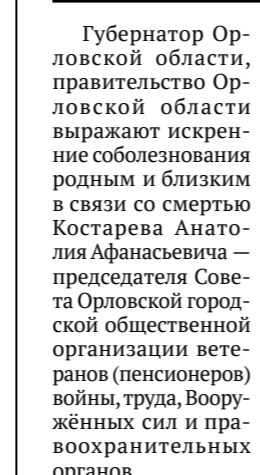 Губернатор Ор-
ловской области,
правительство Ор-
ловской области
выражают искрен-
ние соболезнования
родным и близким
в связи со смертью
Костарева Анато-
лия Афанасьевича —
председателя Сове-
та Орловской город-
ской общественной
организации вете-
ранов (пенсионеров)
войны, труда, Воору-
жённых сил и пра-
воохранительных
органов